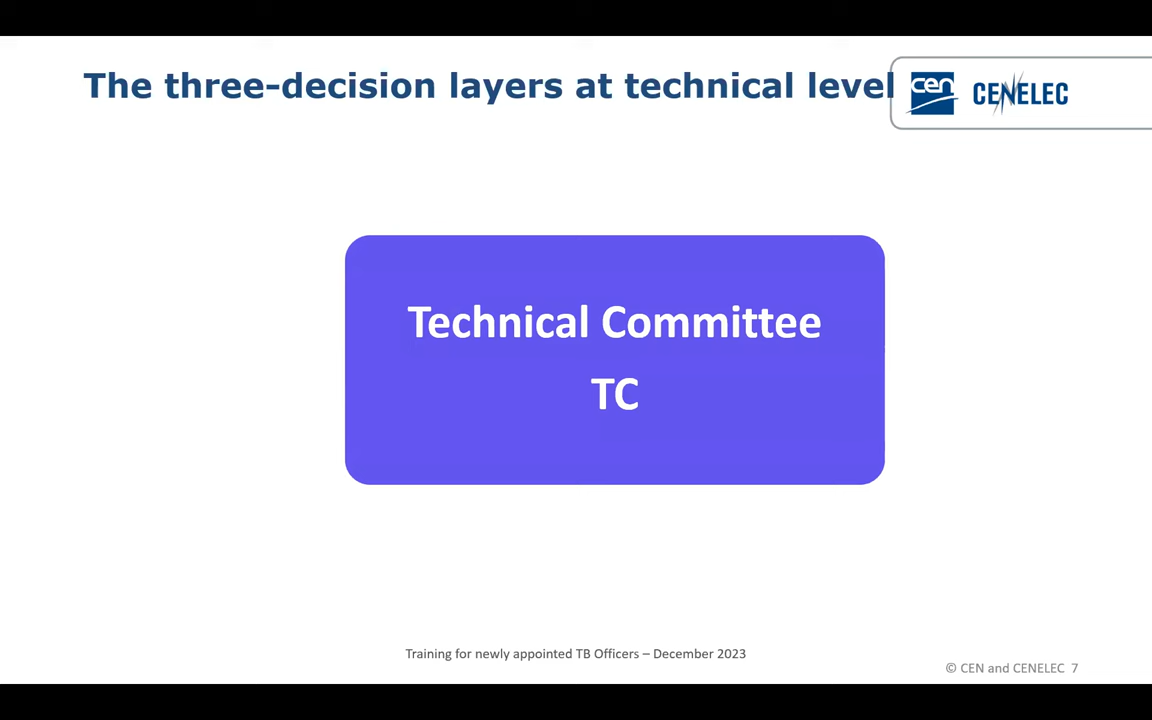 The three-decision layers at technical level
cen CENELEC
Technical Committee
TC
Training for newly appointed TB Officers – December 2023
© CEN and CENELEC 7